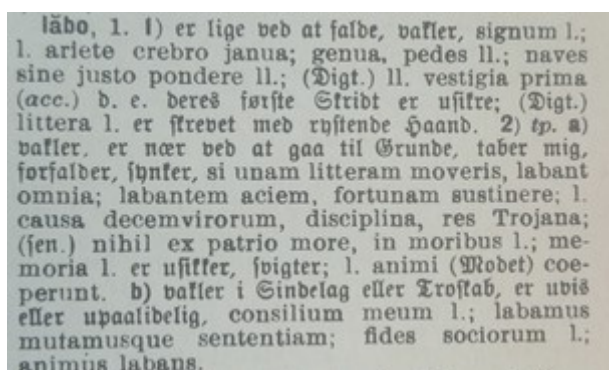 lăbo, 1. 1) er lige ved at falde, vakler, signum l.;
l. ariete crebro janua; genua, pedes ll.; naves
sine justo pondere ll.; (Digt.) ll. vestigia prima
(acc.) d. e. deres første Skridt er usikre; (Digt.)
littera l. er skrevet med rystende Haand. 2) tp. a)
vakler, er nær ved at gaa til Grunde, taber mig,
forfalder, synker, si unam litteram moveris, labant
omnia; labantem aciem, fortunam sustinere; l.
causa decemvirorum, disciplina, res Trojana;
(sen.) nihil ex patrio more, in moribus l.; me-
moria l. er usikker, svigter; l. animi (Modet) coe-
perunt. b) vakler i Sindelag eller Troskab, er uvis
eller upaalidelig, consilium meum l.; labamus
mutamusque sententiam; fides sociorum l.;
animus labans.